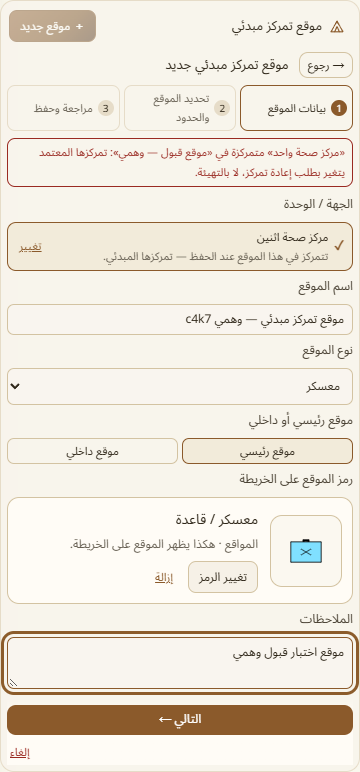 موقع تمركز مبدئي
+ موقع جديد
→ رجوع
موقع تمركز مبدئي جديد
1 بيانات الموقع
2 تحديد الموقع والحدود
3 مراجعة وحفظ
«مركز صحة واحد» متمركزة في «موقع قبول — وهمي»: تمركزها المعتمد
يتغير بطلب إعادة تمركز، لا بالتهيئة.
الجهة / الوحدة
✓ مركز صحة اثنين
تتمركز في هذا الموقع عند الحفظ — تمركزها المبدئي.
تغيير
اسم الموقع
موقع تمركز مبدئي — وهمي c4k7
نوع الموقع
معسكر
موقع رئيسي أو داخلي
موقع رئيسي
موقع داخلي
رمز الموقع على الخريطة
معسكر / قاعدة
المواقع · هكذا يظهر الموقع على الخريطة.
تغيير الرمز
إزالة
الملاحظات
موقع اختبار قبول وهمي
التالي ←
إلغاء